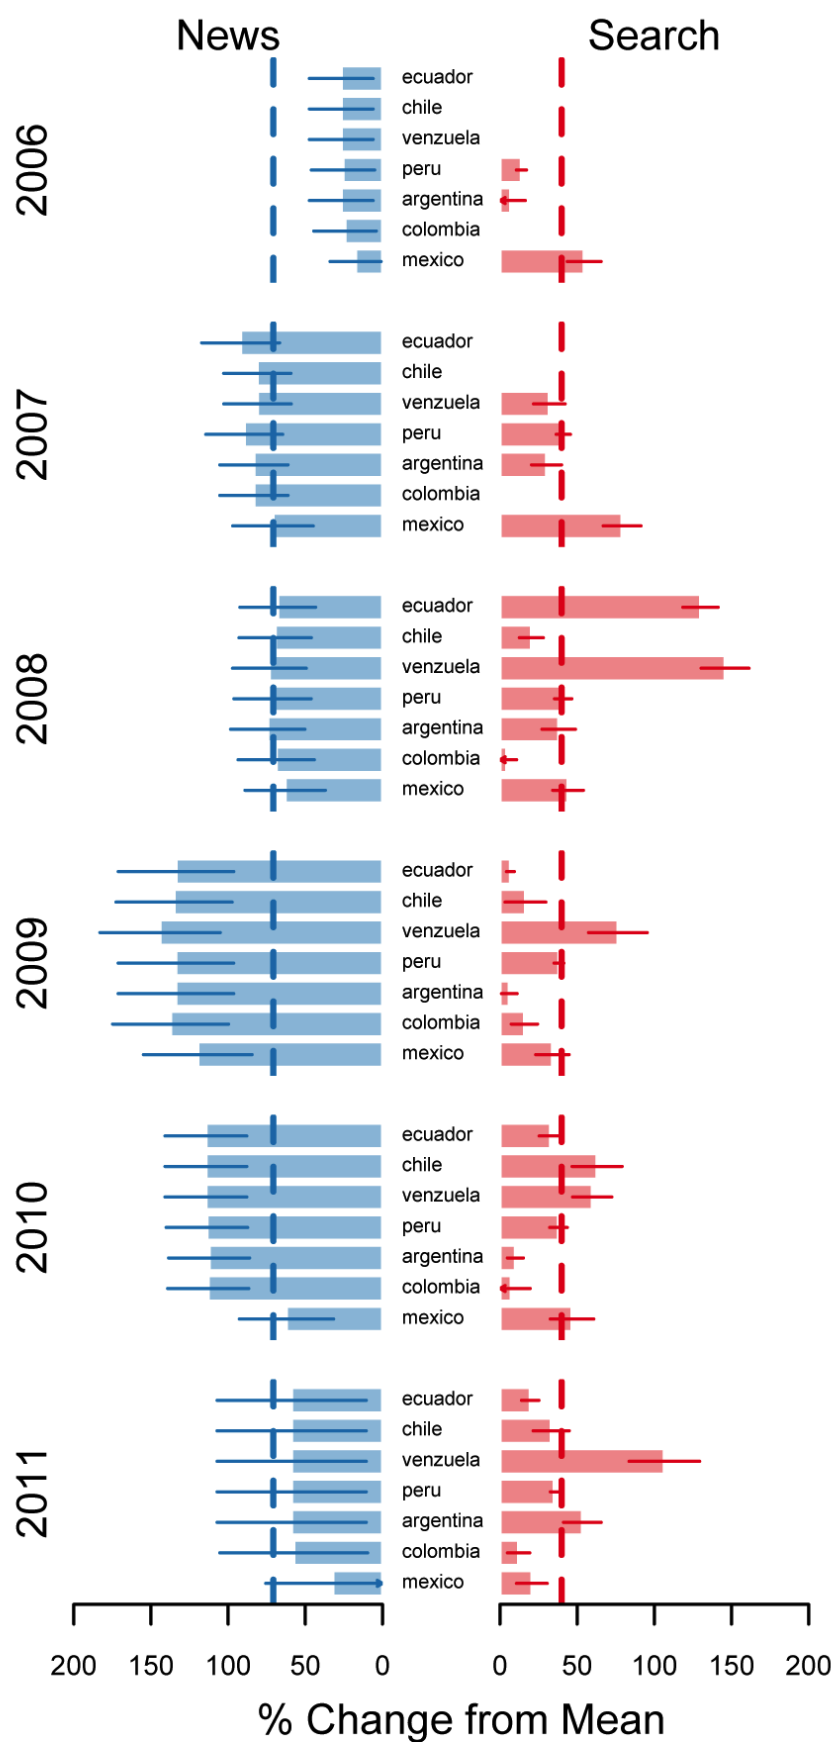 News Search
2006
ecuador
chile
venzuela
peru
argentina
colombia
mexico
2007
ecuador
chile
venzuela
peru
argentina
colombia
mexico
2008
ecuador
chile
venzuela
peru
argentina
colombia
mexico
2009
ecuador
chile
venzuela
peru
argentina
colombia
mexico
2010
ecuador
chile
venzuela
peru
argentina
colombia
mexico
2011
ecuador
chile
venzuela
peru
argentina
colombia
mexico
200 150 100 50 0 0 50 100 150 200
% Change from Mean